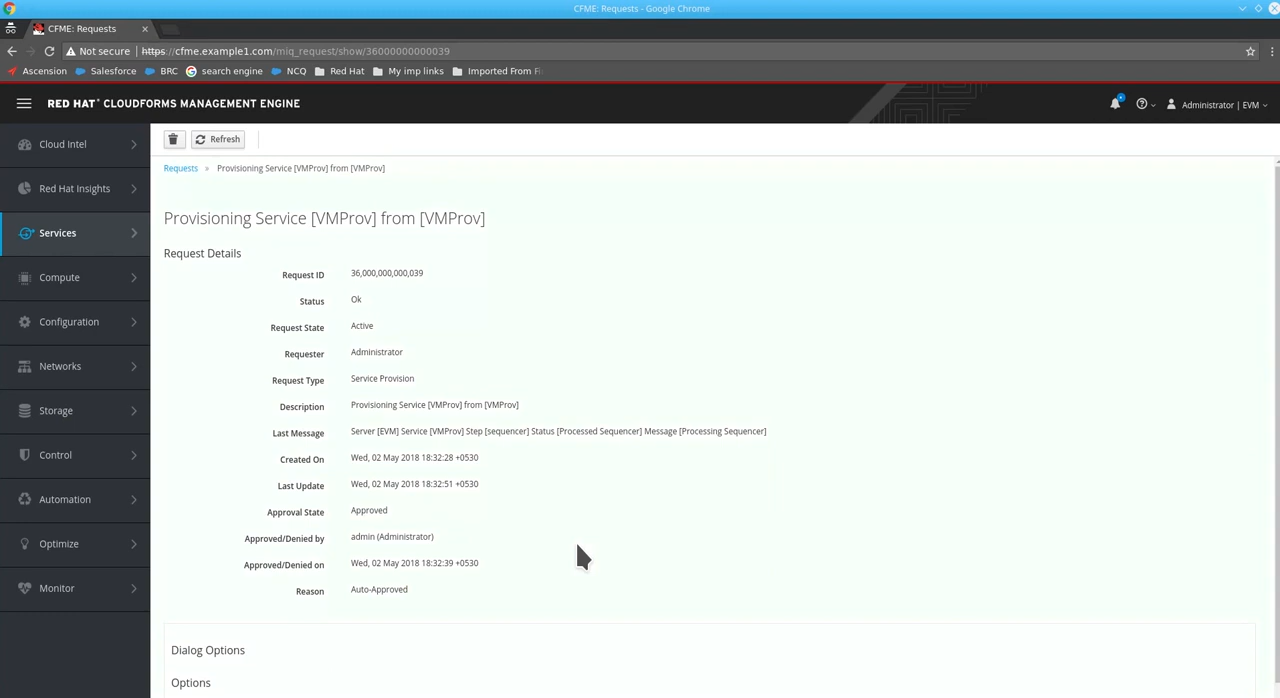 CFME: Requests - Google Chrome
CFME: Requests
Not secure | https://cfme.example1.com/miq_request/show/36000000000039
Ascension Salesforce BRC search engine NCQ Red Hat My imp links Imported From Fi
RED HAT® CLOUDFORMS MANAGEMENT ENGINE
Administrator | EVM
Cloud Intel
Red Hat Insights
Services
Compute
Configuration
Networks
Storage
Control
Automation
Optimize
Monitor
Refresh
Requests » Provisioning Service [VMProv] from [VMProv]
Provisioning Service [VMProv] from [VMProv]
Request Details
Request ID 36,000,000,000,039
Status Ok
Request State Active
Requester Administrator
Request Type Service Provision
Description Provisioning Service [VMProv] from [VMProv]
Last Message Server [EVM] Service [VMProv] Step [sequencer] Status [Processed Sequencer] Message [Processing Sequencer]
Created On Wed, 02 May 2018 18:32:28 +0530
Last Update Wed, 02 May 2018 18:32:51 +0530
Approval State Approved
Approved/Denied by admin (Administrator)
Approved/Denied on Wed, 02 May 2018 18:32:39 +0530
Reason Auto-Approved
Dialog Options
Options